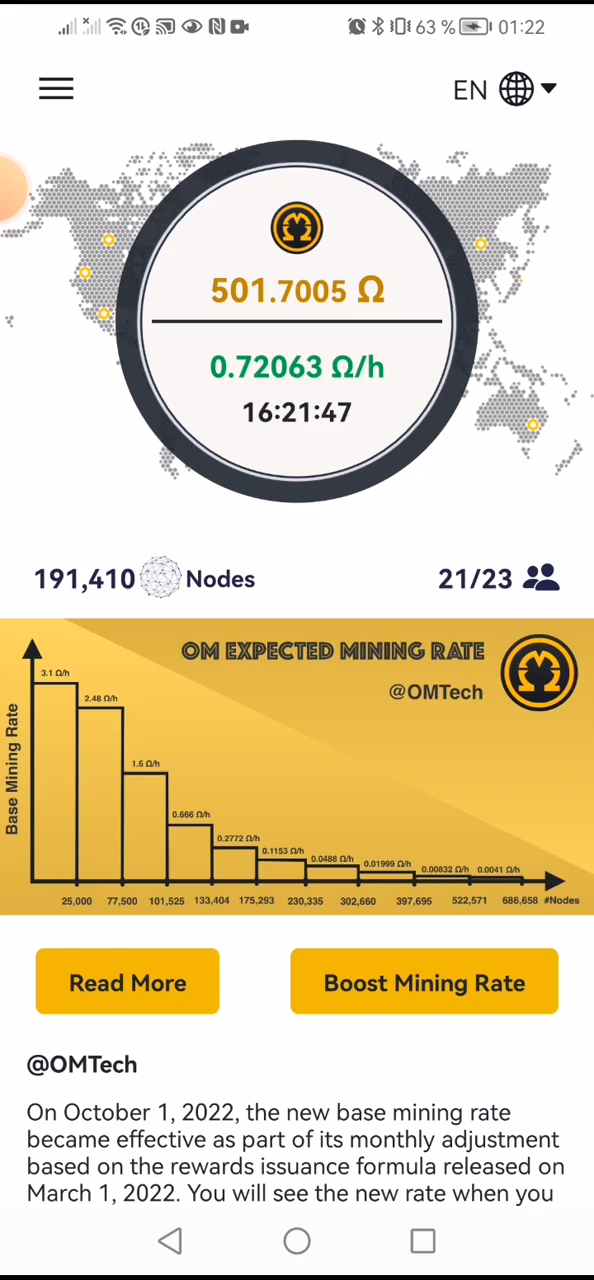 63 % 01:22
EN
501.7005 Ω
0.72063 Ω/h
16:21:47
191,410 Nodes 21/23
OM EXPECTED MINING RATE
@OMTech
Base Mining Rate
3.1 Ω/h
2.48 Ω/h
1.6 Ω/h
0.666 Ω/h
0.2772 Ω/h
0.1153 Ω/h
0.0488 Ω/h
0.01999 Ω/h
0.00832 Ω/h
0.0041 Ω/h
25,000 77,500 101,525 133,404 175,293 230,335 302,660 397,695 522,571 686,658 #Nodes
Read More Boost Mining Rate
@OMTech
On October 1, 2022, the new base mining rate
became effective as part of its monthly adjustment
based on the rewards issuance formula released on
March 1, 2022. You will see the new rate when you